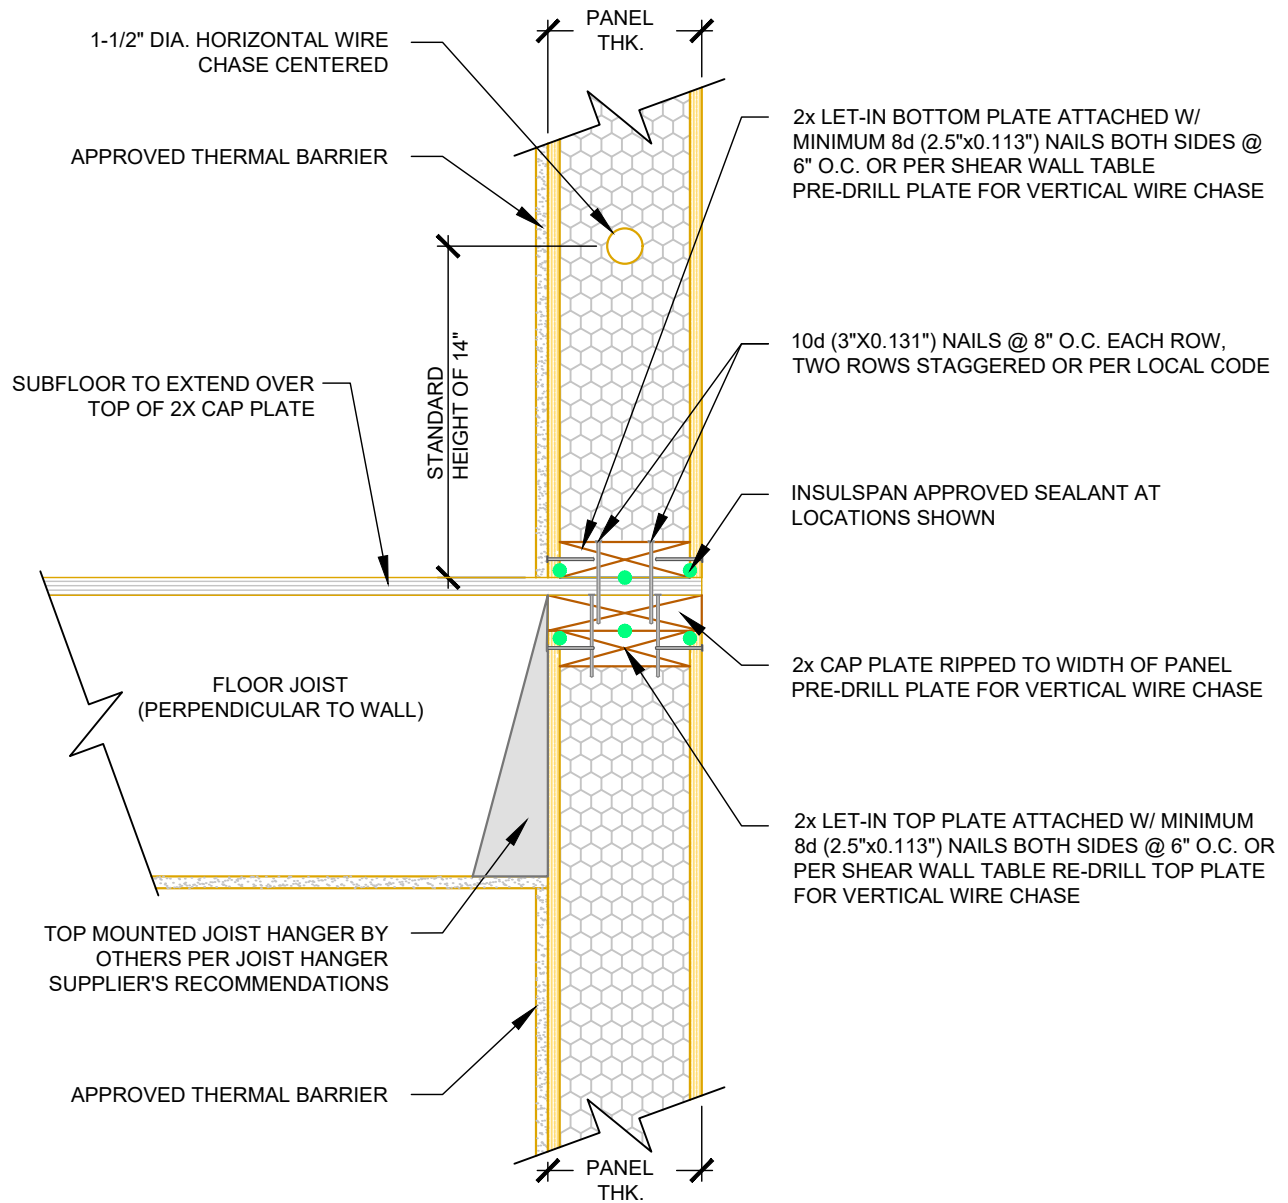 PANEL
THK.
1-1/2" DIA. HORIZONTAL WIRE
CHASE CENTERED
APPROVED THERMAL BARRIER
2x LET-IN BOTTOM PLATE ATTACHED W/
MINIMUM 8d (2.5"x0.113") NAILS BOTH SIDES @
6" O.C. OR PER SHEAR WALL TABLE
PRE-DRILL PLATE FOR VERTICAL WIRE CHASE
STANDARD
HEIGHT OF 14"
10d (3"X0.131") NAILS @ 8" O.C. EACH ROW,
TWO ROWS STAGGERED OR PER LOCAL CODE
SUBFLOOR TO EXTEND OVER
TOP OF 2X CAP PLATE
INSULSPAN APPROVED SEALANT AT
LOCATIONS SHOWN
FLOOR JOIST
(PERPENDICULAR TO WALL)
2x CAP PLATE RIPPED TO WIDTH OF PANEL
PRE-DRILL PLATE FOR VERTICAL WIRE CHASE
2x LET-IN TOP PLATE ATTACHED W/ MINIMUM
8d (2.5"x0.113") NAILS BOTH SIDES @ 6" O.C. OR
PER SHEAR WALL TABLE RE-DRILL TOP PLATE
FOR VERTICAL WIRE CHASE
TOP MOUNTED JOIST HANGER BY
OTHERS PER JOIST HANGER
SUPPLIER'S RECOMMENDATIONS
APPROVED THERMAL BARRIER
PANEL
THK.